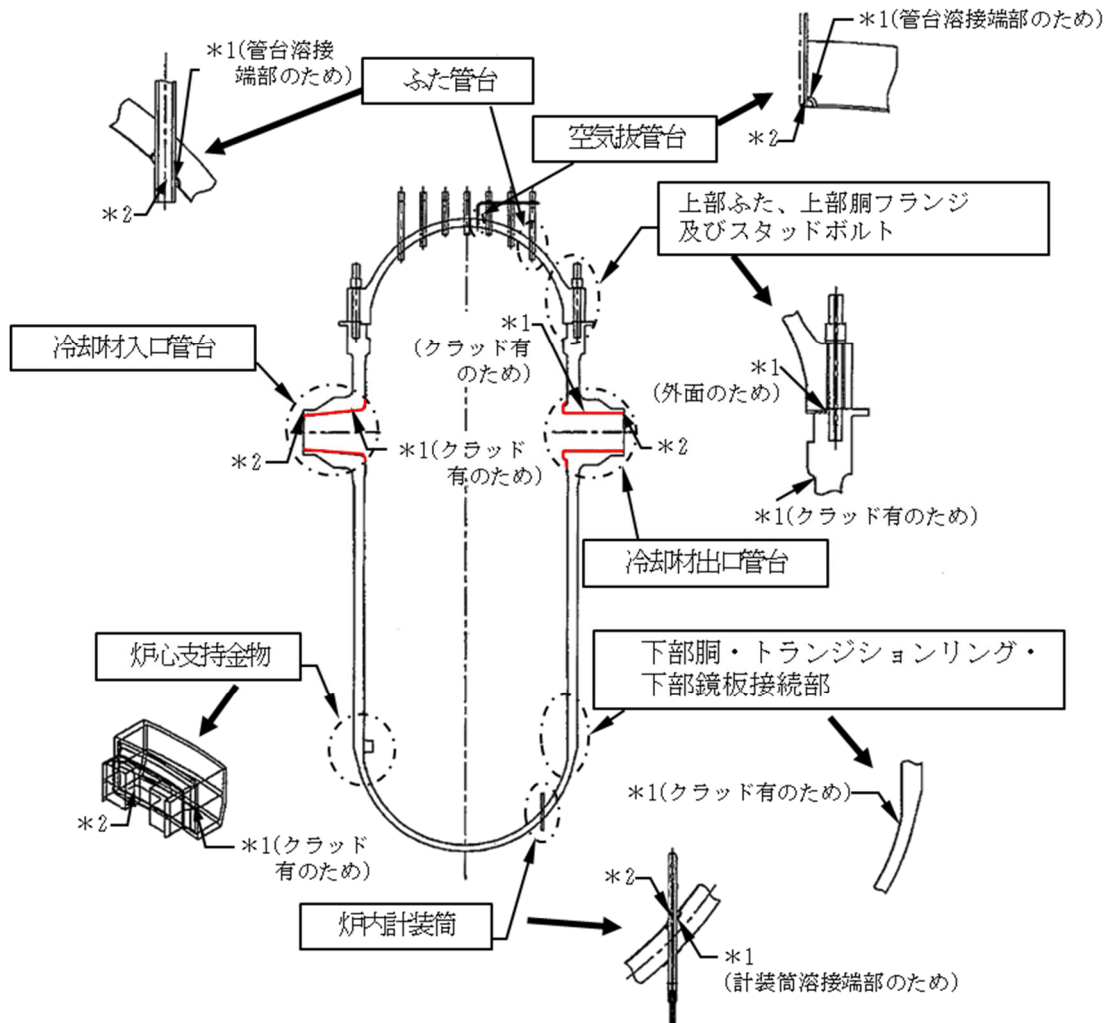 *1(管台溶接
端部のため)
ふた管台
*1(管台溶接端部のため)
*2
空気抜管台
*2
上部ふた、上部胴フランジ
及びスタッドボルト
冷却材入口管台
*1
(クラッド有
のため)
*1
(外面のため)
*2
*1(クラッド
有のため)
*2
*1(クラッド有のため)
冷却材出口管台
炉心支持金物
下部胴・トランジションリング・
下部鏡板接続部
*2
*1(クラッド
有のため)
*1(クラッド有のため)
炉内計装筒
*2
*1
(計装筒溶接端部のため)